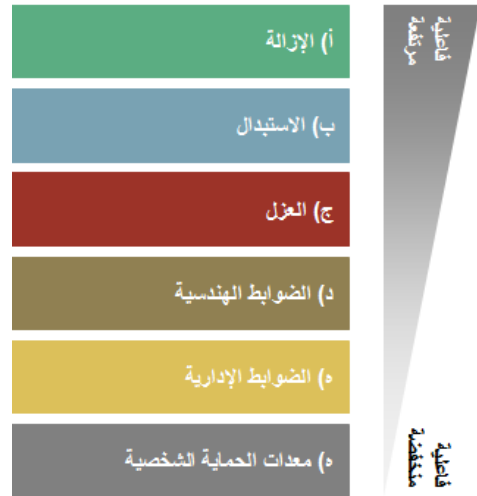 أ) الإزالة
ب) الاستبدال
ج) العزل
د) الضوابط الهندسية
ه) الضوابط الإدارية
ه) معدات الحماية الشخصية
فاعلية
مرتفعة
فاعلية
منخفضة